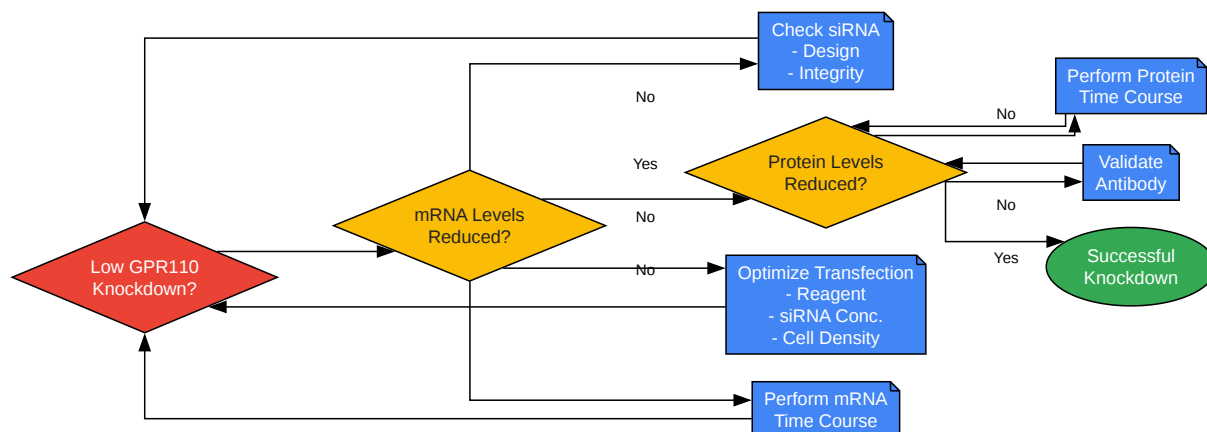 Check siRNA
- Design
- Integrity
Perform Protein
Time Course
No
No
Protein Levels
Reduced?
Validate
Antibody
Yes
mRNA Levels
Reduced?
No
No
Low GPR110
Knockdown?
No
Yes
Successful
Knockdown
Optimize Transfection
- Reagent
- siRNA Conc.
- Cell Density
Perform mRNA
Time Course